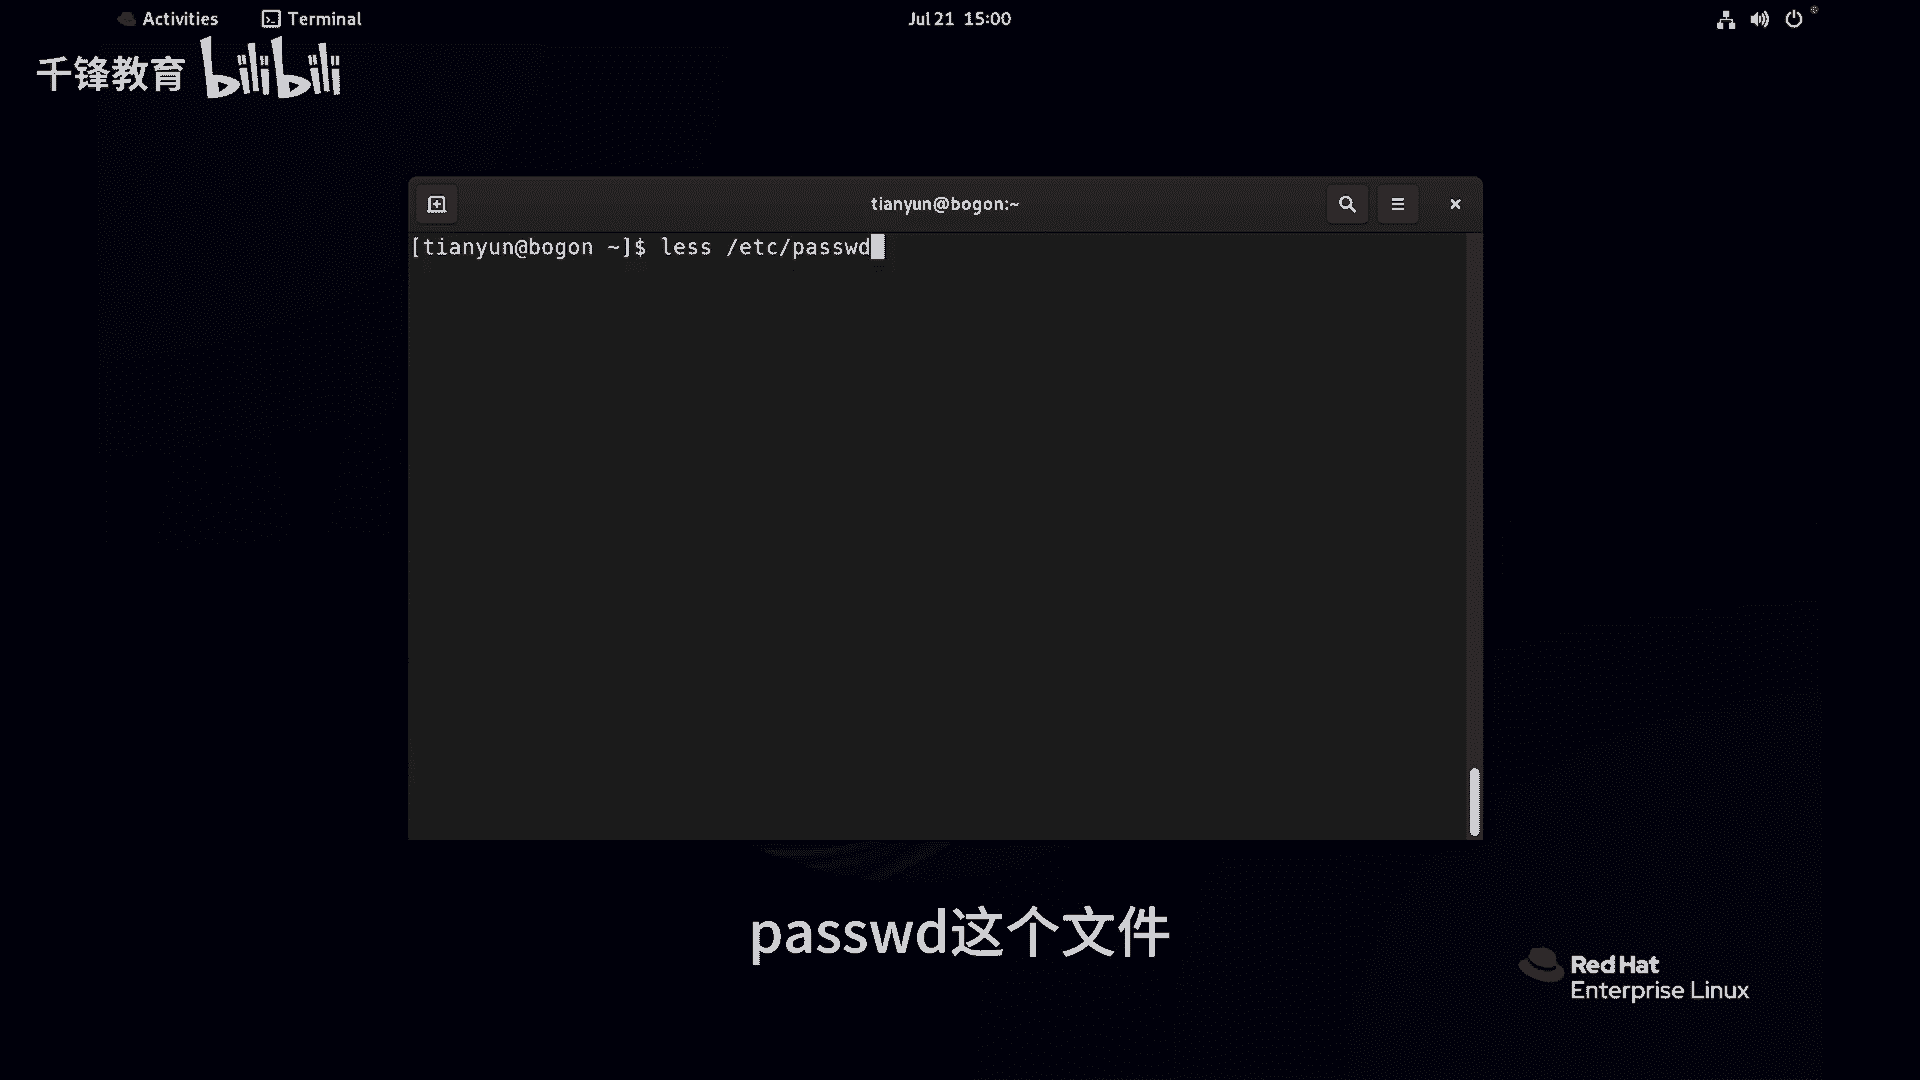 Activities Terminal Jul 21 15:00
千锋教育 bilibili
tianyun@bogon:~
[tianyun@bogon ~]$ less /etc/passwd
passwd这个文件
Red Hat
Enterprise Linux